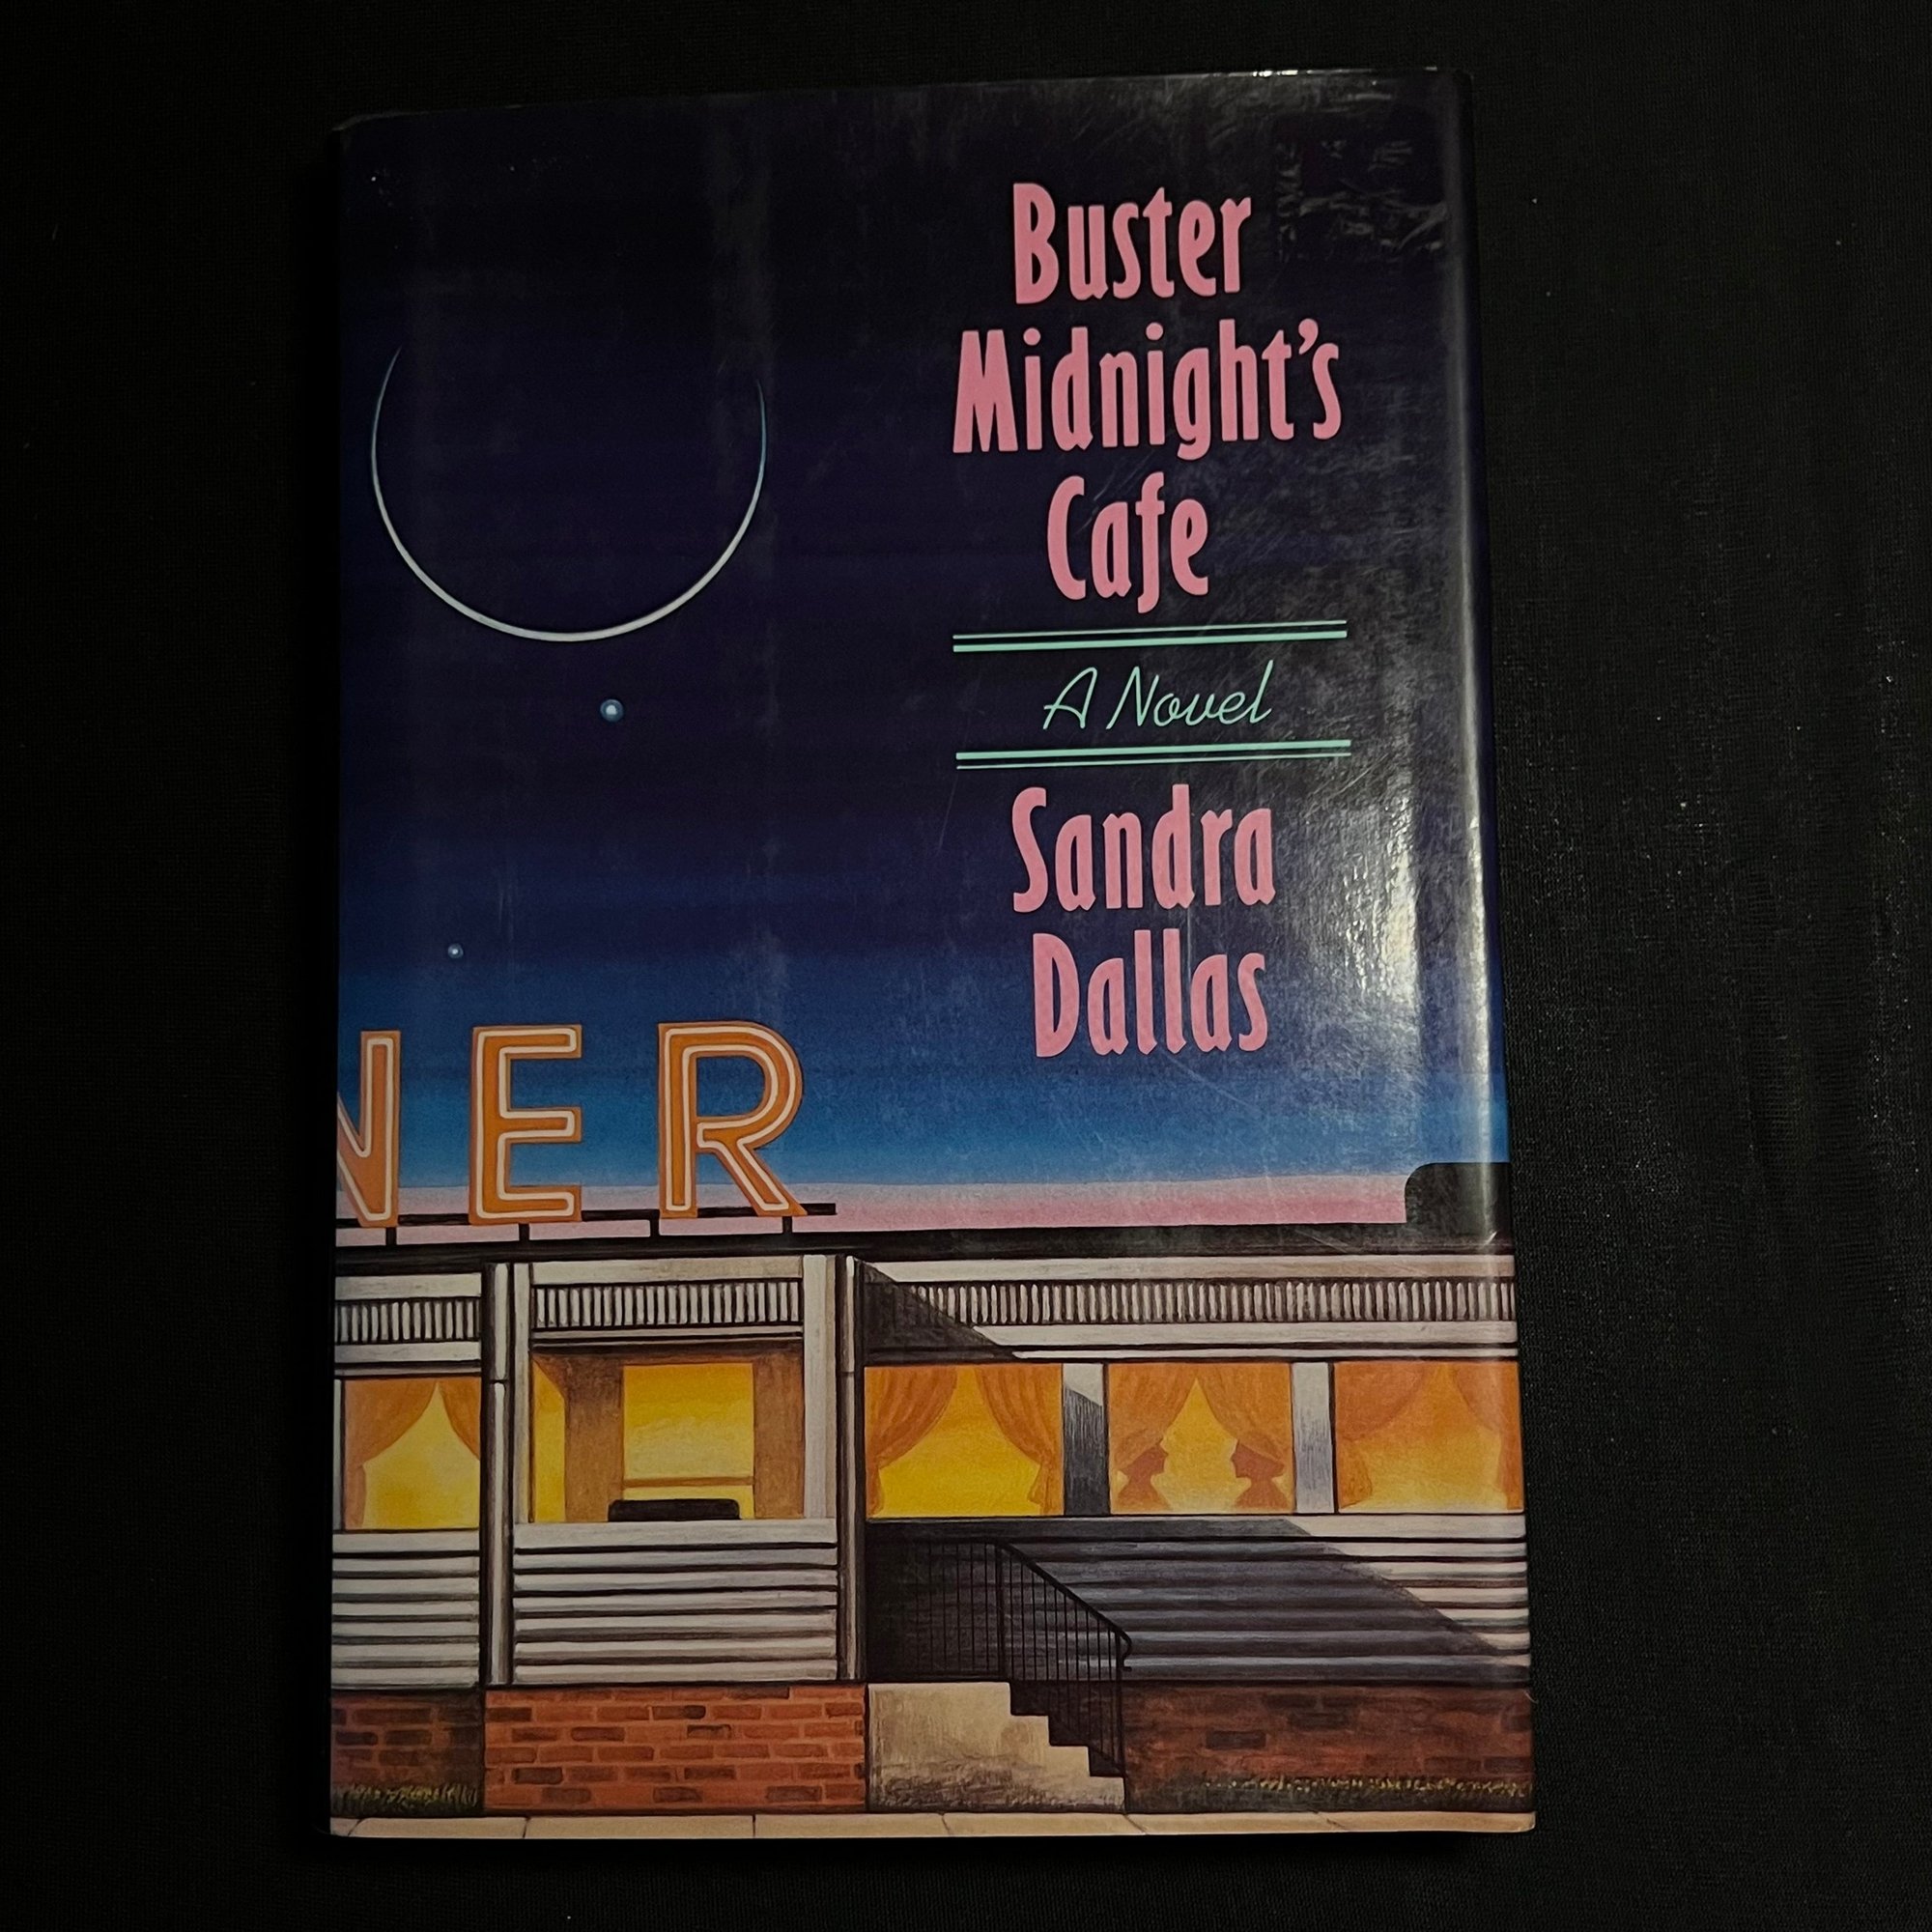 Buster
Midnight's
Cafe
A Novel
Sandra
Dallas
NER